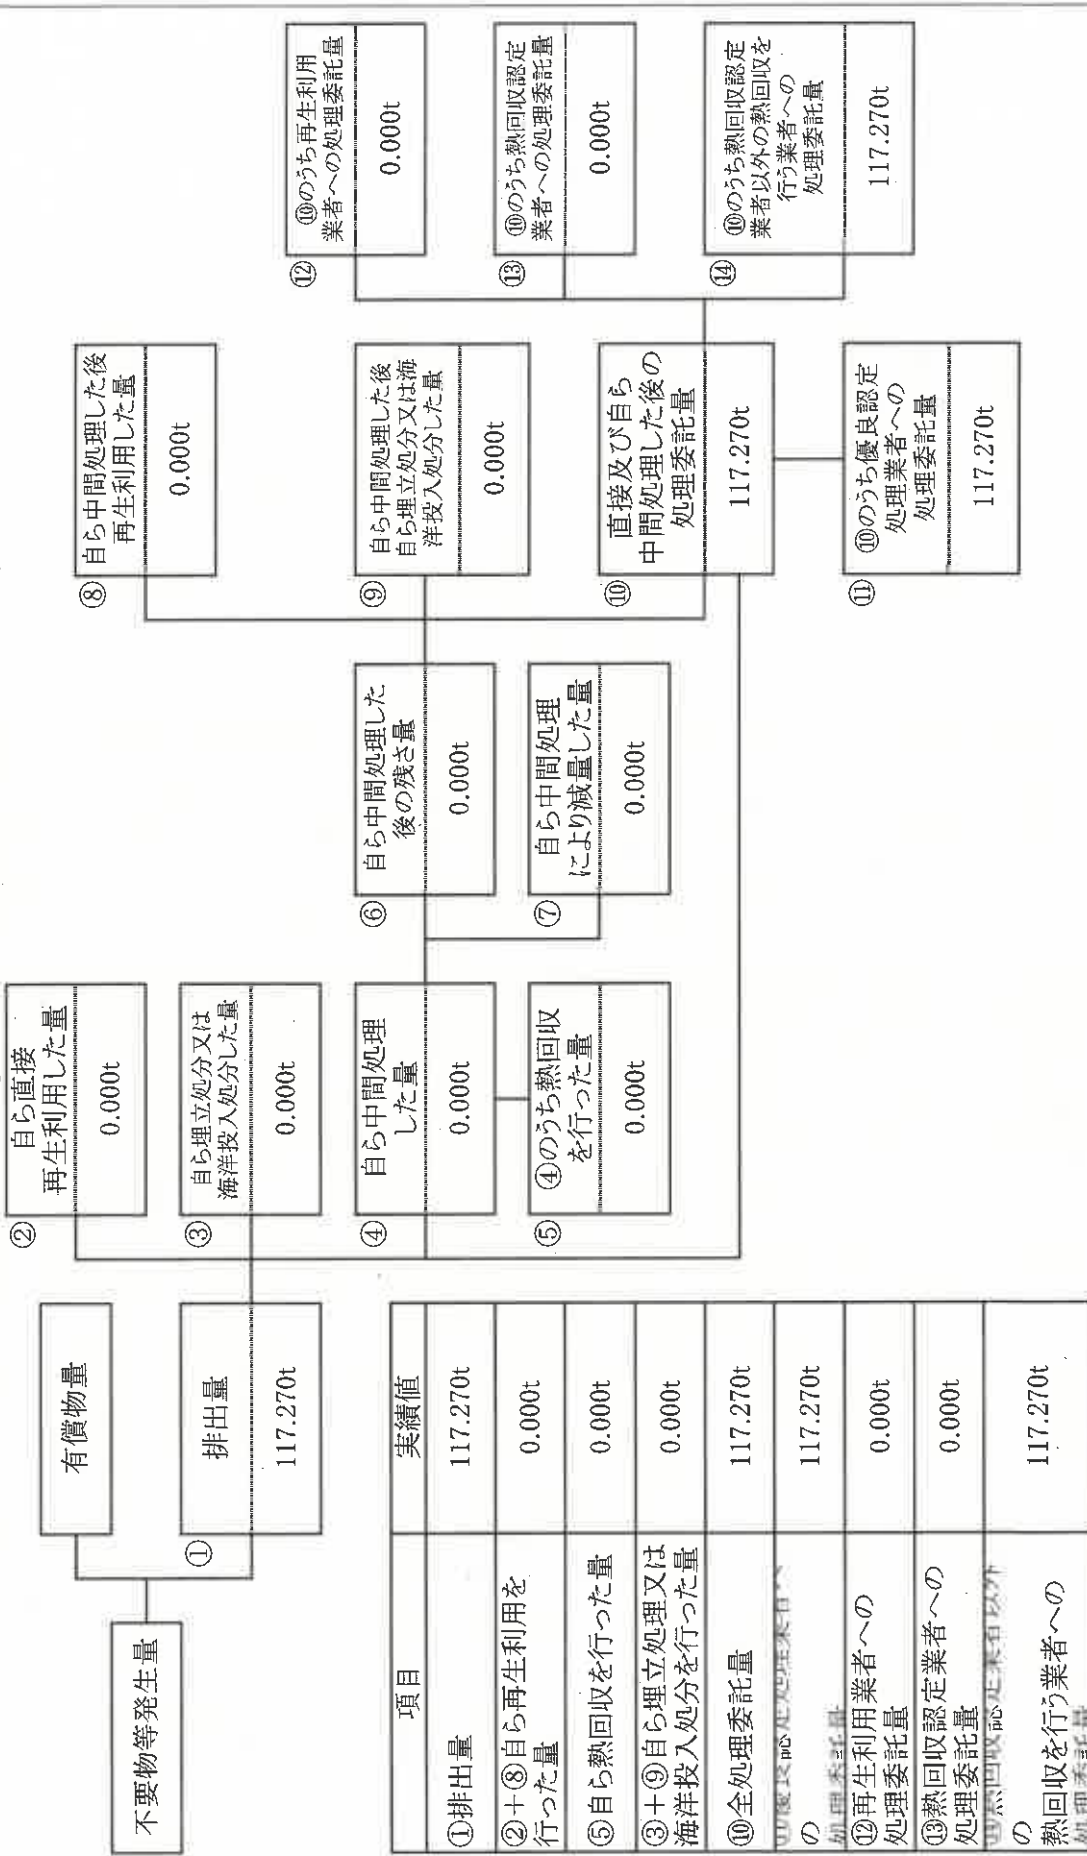 不要物等発生量
有償物量
①
排出量
117.270t
②
自ら直接
再生利用した量
0.000t
③
自ら埋立処分又は
海洋投入処分した量
0.000t
④
自ら中間処理
した量
0.000t
⑤
④のうち熱回収
を行った量
0.000t
⑥
自ら中間処理した
後の残さ量
0.000t
⑦
自ら中間処理
により減量した量
0.000t
⑧
自ら中間処理した後
再生利用した量
0.000t
⑨
自ら中間処理した後
自ら埋立処分又は海
洋投入処分した量
0.000t
⑩
直接及び自ら
中間処理した後の
処理委託量
117.270t
⑪
⑩のうち優良認定
処理業者への
処理委託量
117.270t
⑫
⑩のうち再生利用
業者への処理委託量
0.000t
⑬
⑩のうち熱回収認定
業者への処理委託量
0.000t
⑭
⑩のうち熱回収認定
業者以外の熱回収を
行う業者への
処理委託量
117.270t
項目
実績値
①排出量
117.270t
②+⑧自ら再生利用を
行った量
0.000t
⑤自ら熱回収を行った量
0.000t
③+⑨自ら埋立処理又は
海洋投入処分を行った量
0.000t
⑩全処理委託量
117.270t
の
処理委託量
117.270t
⑫再生利用業者への
処理委託量
0.000t
⑬熱回収認定業者への
処理委託量
0.000t
熱回収認定業者以外
の
熱回収を行う業者への
処理委託量
117.270t